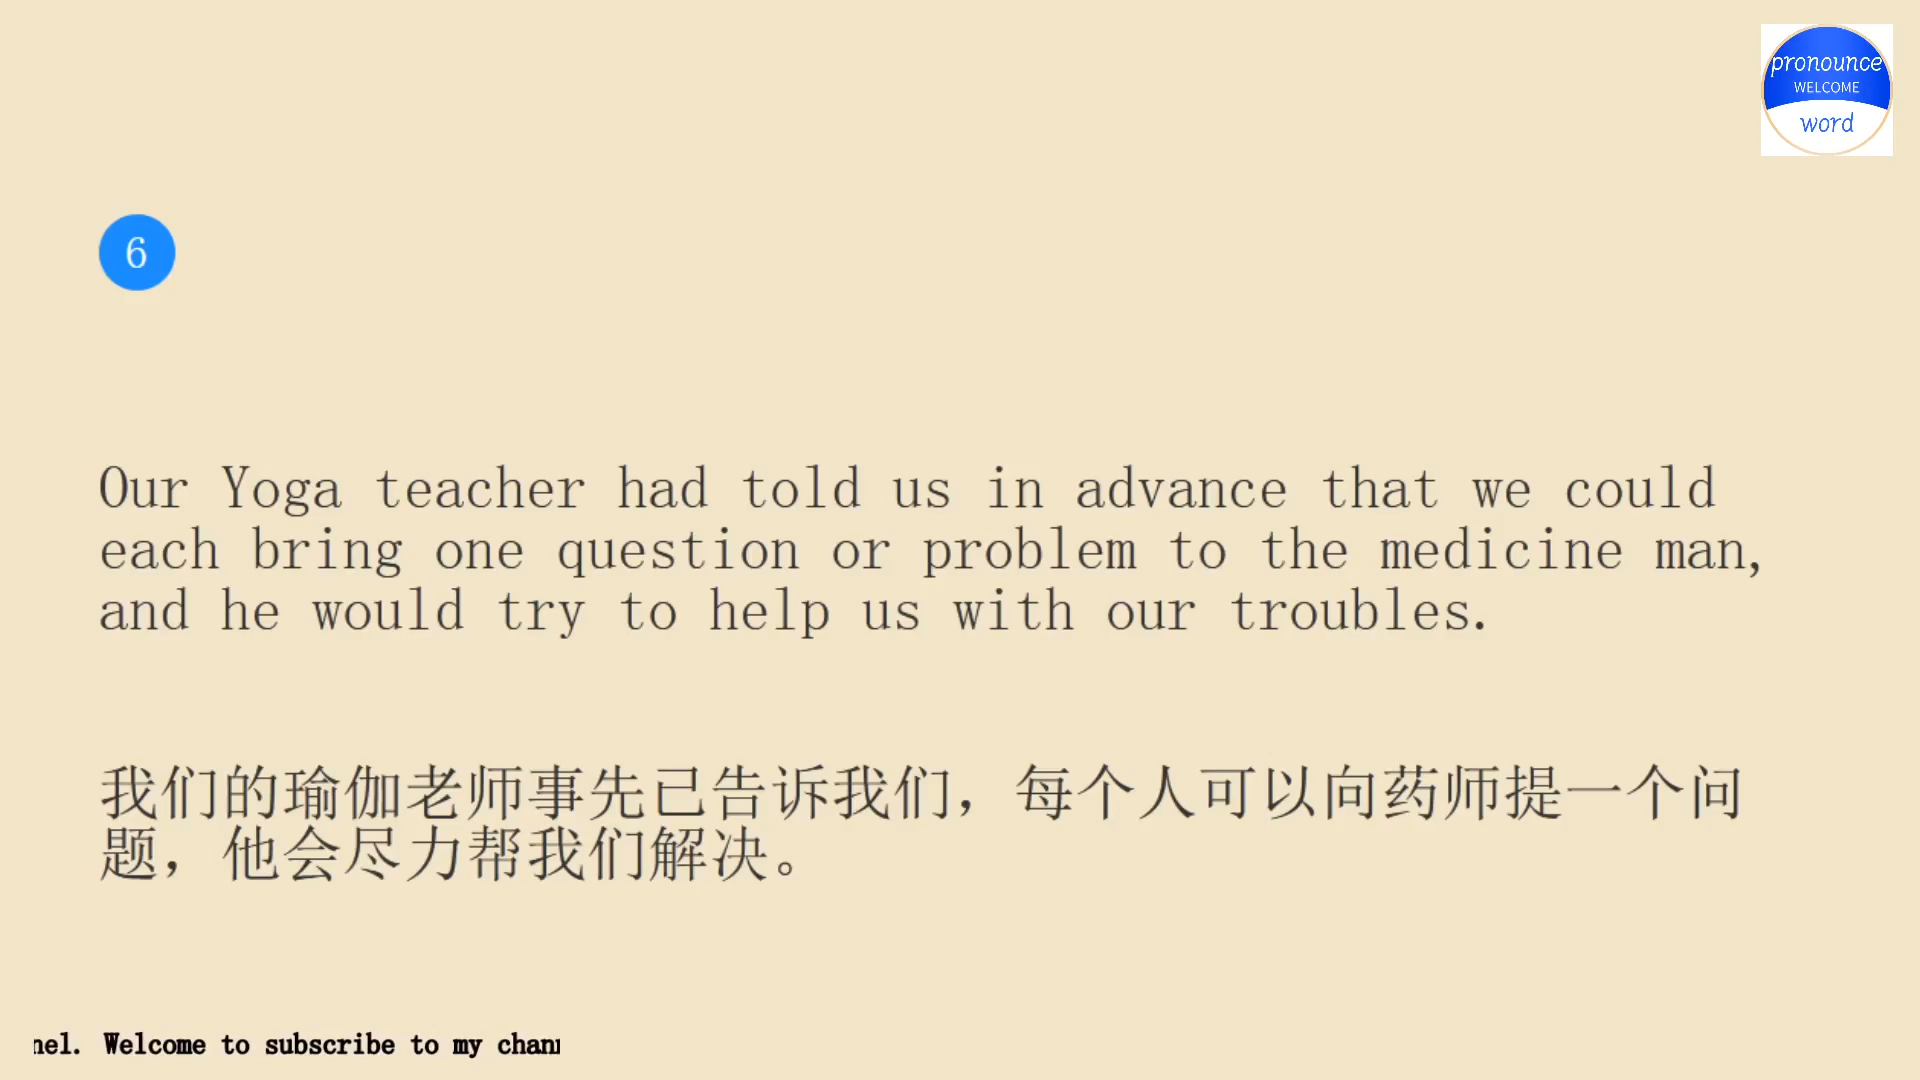 pronounce
WELCOME
word
6
Our Yoga teacher had told us in advance that we could
each bring one question or problem to the medicine man,
and he would try to help us with our troubles.
我们的瑜伽老师事先已告诉我们，每个人可以向药师提一个问
题，他会尽力帮我们解决。
nel. Welcome to subscribe to my chann